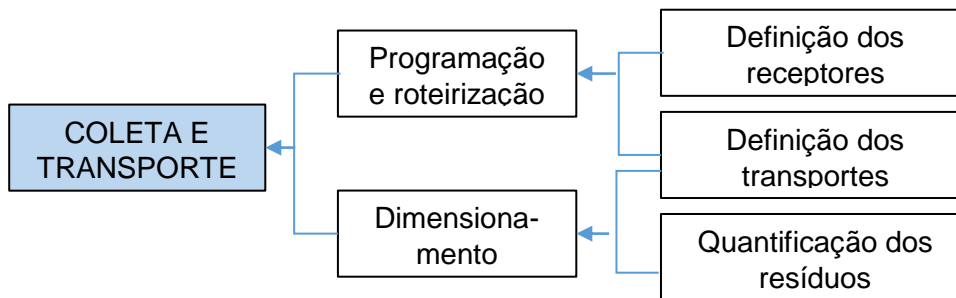 COLETA E
TRANSPORTE
Programação
e roteirização
Dimensiona-
mento
Definição dos
receptores
Definição dos
transportes
Quantificação dos
resíduos